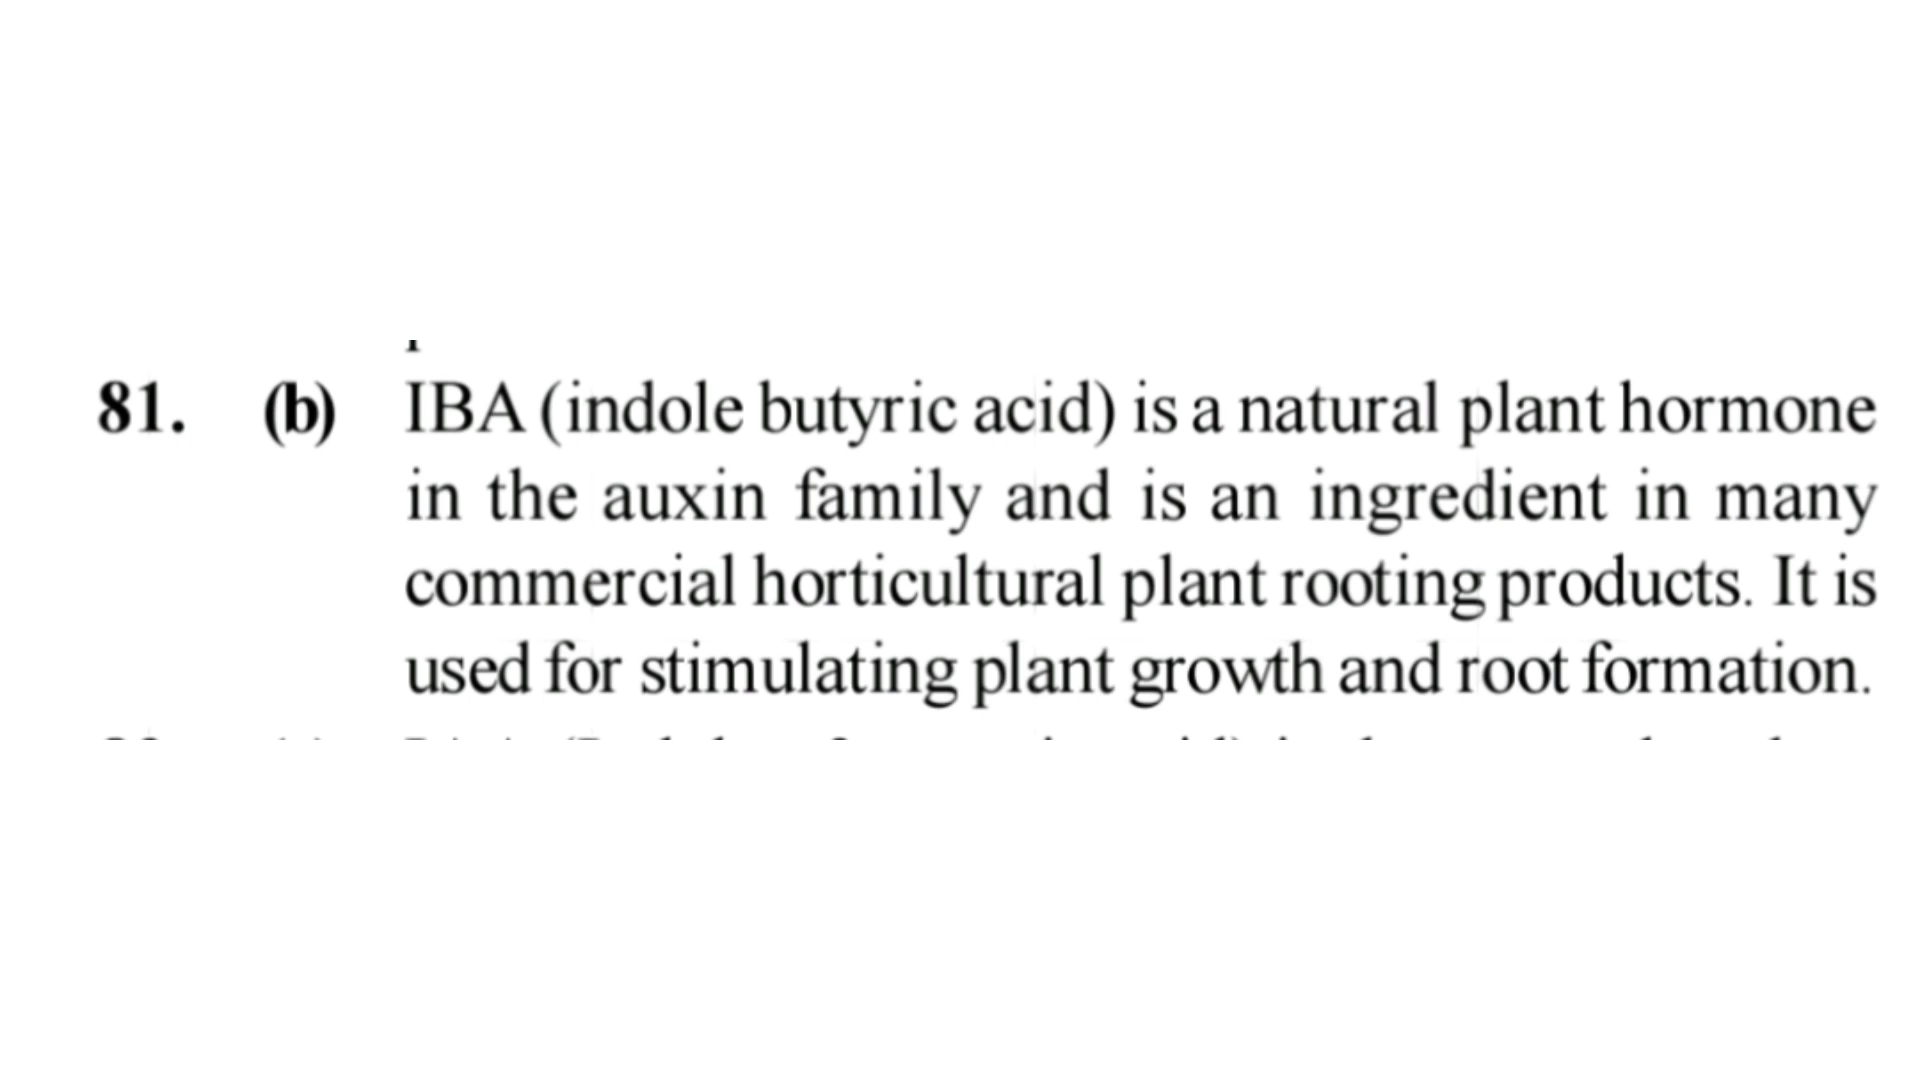 81. (b) IBA (indole butyric acid) is a natural plant hormone
in the auxin family and is an ingredient in many
commercial horticultural plant rooting products. It is
used for stimulating plant growth and root formation.